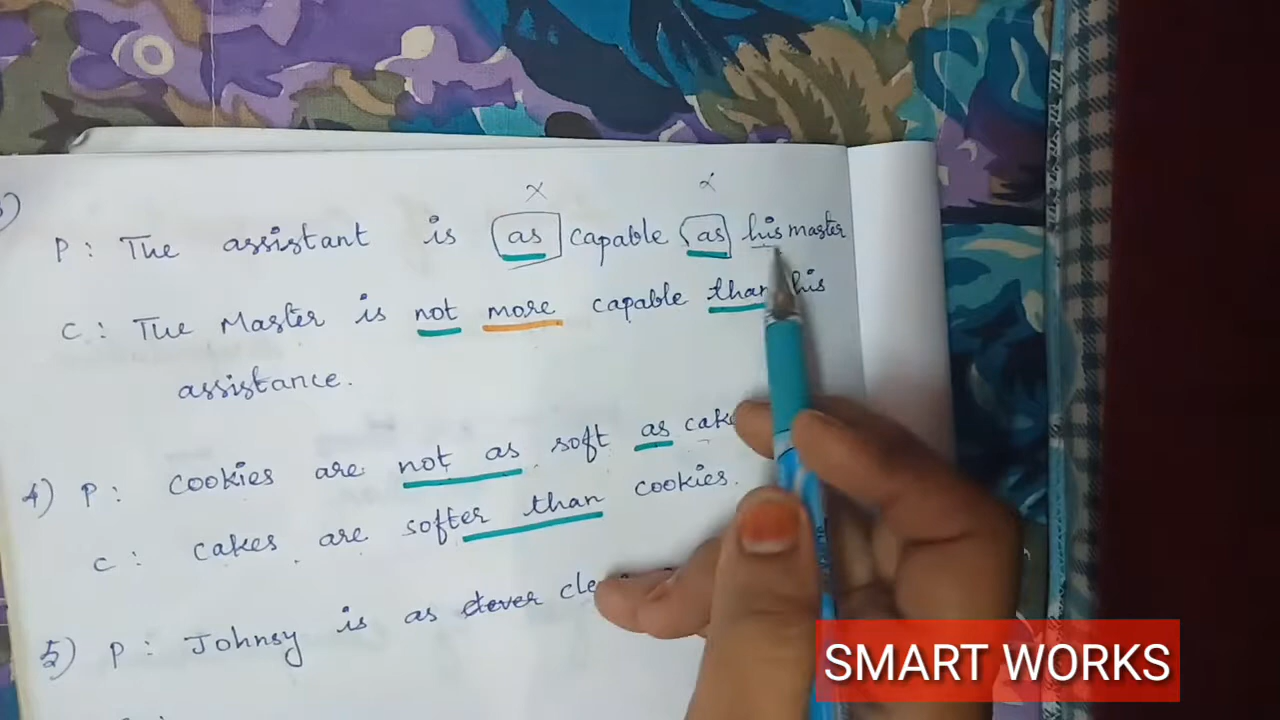 P: The assistant is as capable as his master
C: The Master is not more capable than his
assistance.
4) P: cookies are not as soft as
C: cakes are softer than cookies.
5) P: Johnsy is as clever
SMART WORKS